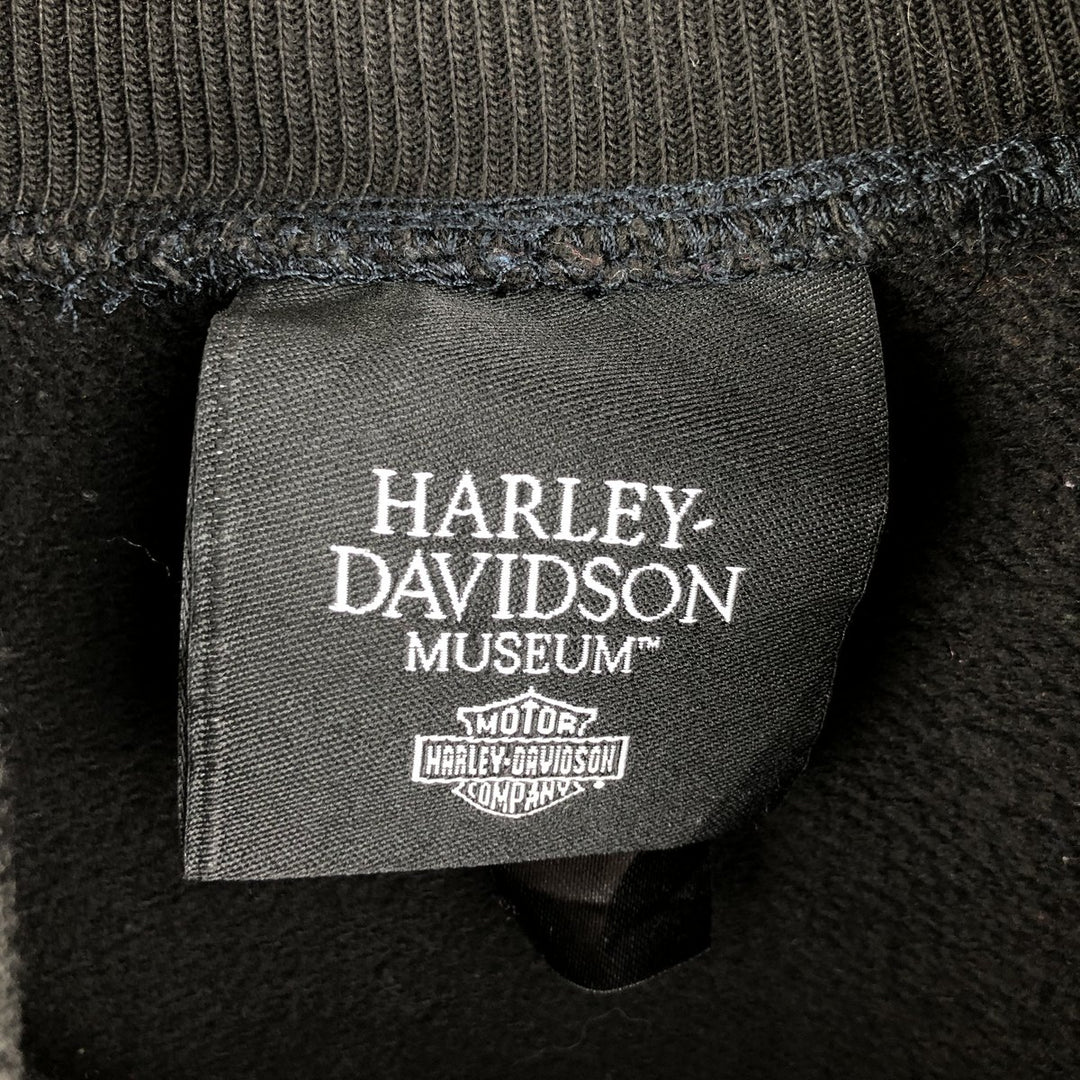 HARLEY-
DAVIDSON
MUSEUM™
MOTOR
HARLEY-DAVIDSON
COMPANY®